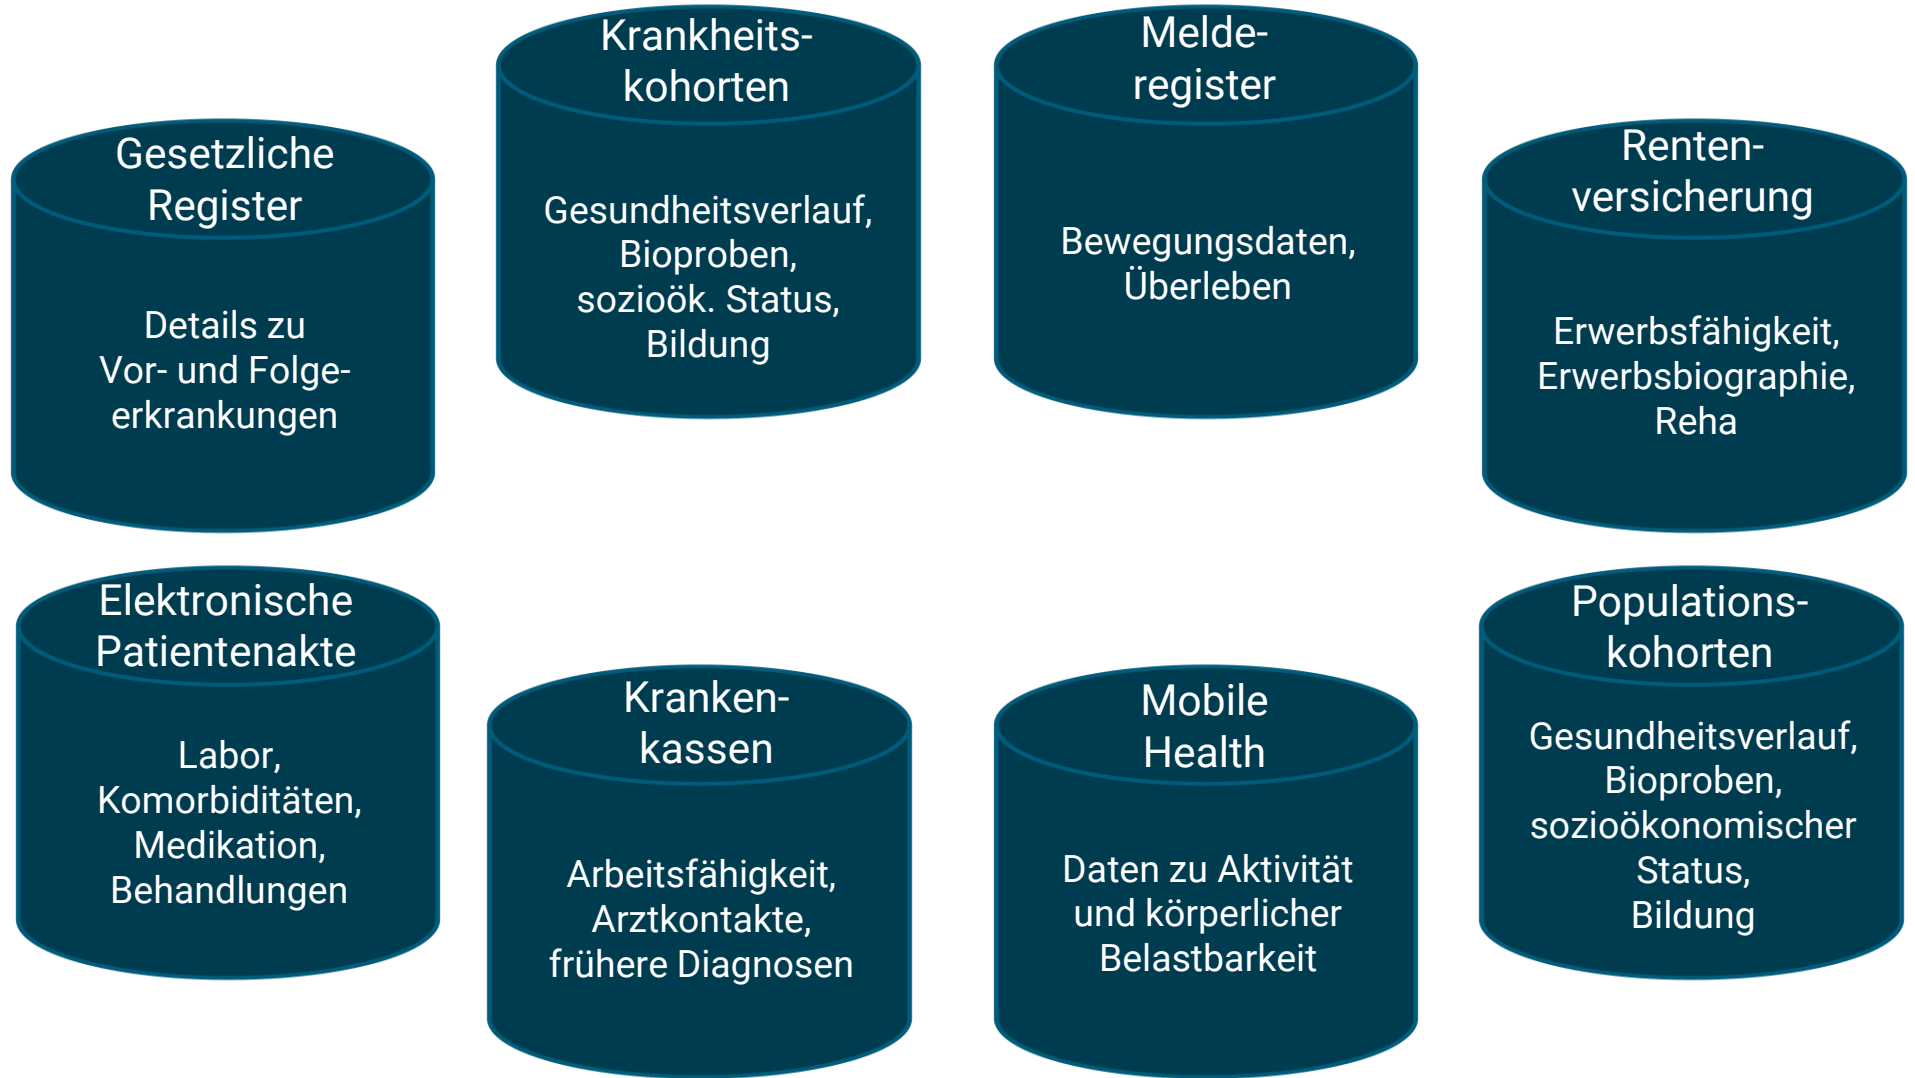 Gesetzliche
Register
Details zu
Vor- und Folge-
erkrankungen
Krankheits-
kohorten
Gesundheitsverlauf,
Bioproben,
sozioök. Status,
Bildung
Melde-
register
Bewegungsdaten,
Überleben
Renten-
versicherung
Erwerbsfähigkeit,
Erwerbsbiographie,
Reha
Elektronische
Patientenakte
Labor,
Komorbiditäten,
Medikation,
Behandlungen
Kranken-
kassen
Arbeitsfähigkeit,
Arztkontakte,
frühere Diagnosen
Mobile
Health
Daten zu Aktivität
und körperlicher
Belastbarkeit
Populations-
kohorten
Gesundheitsverlauf,
Bioproben,
sozioökonomischer
Status,
Bildung